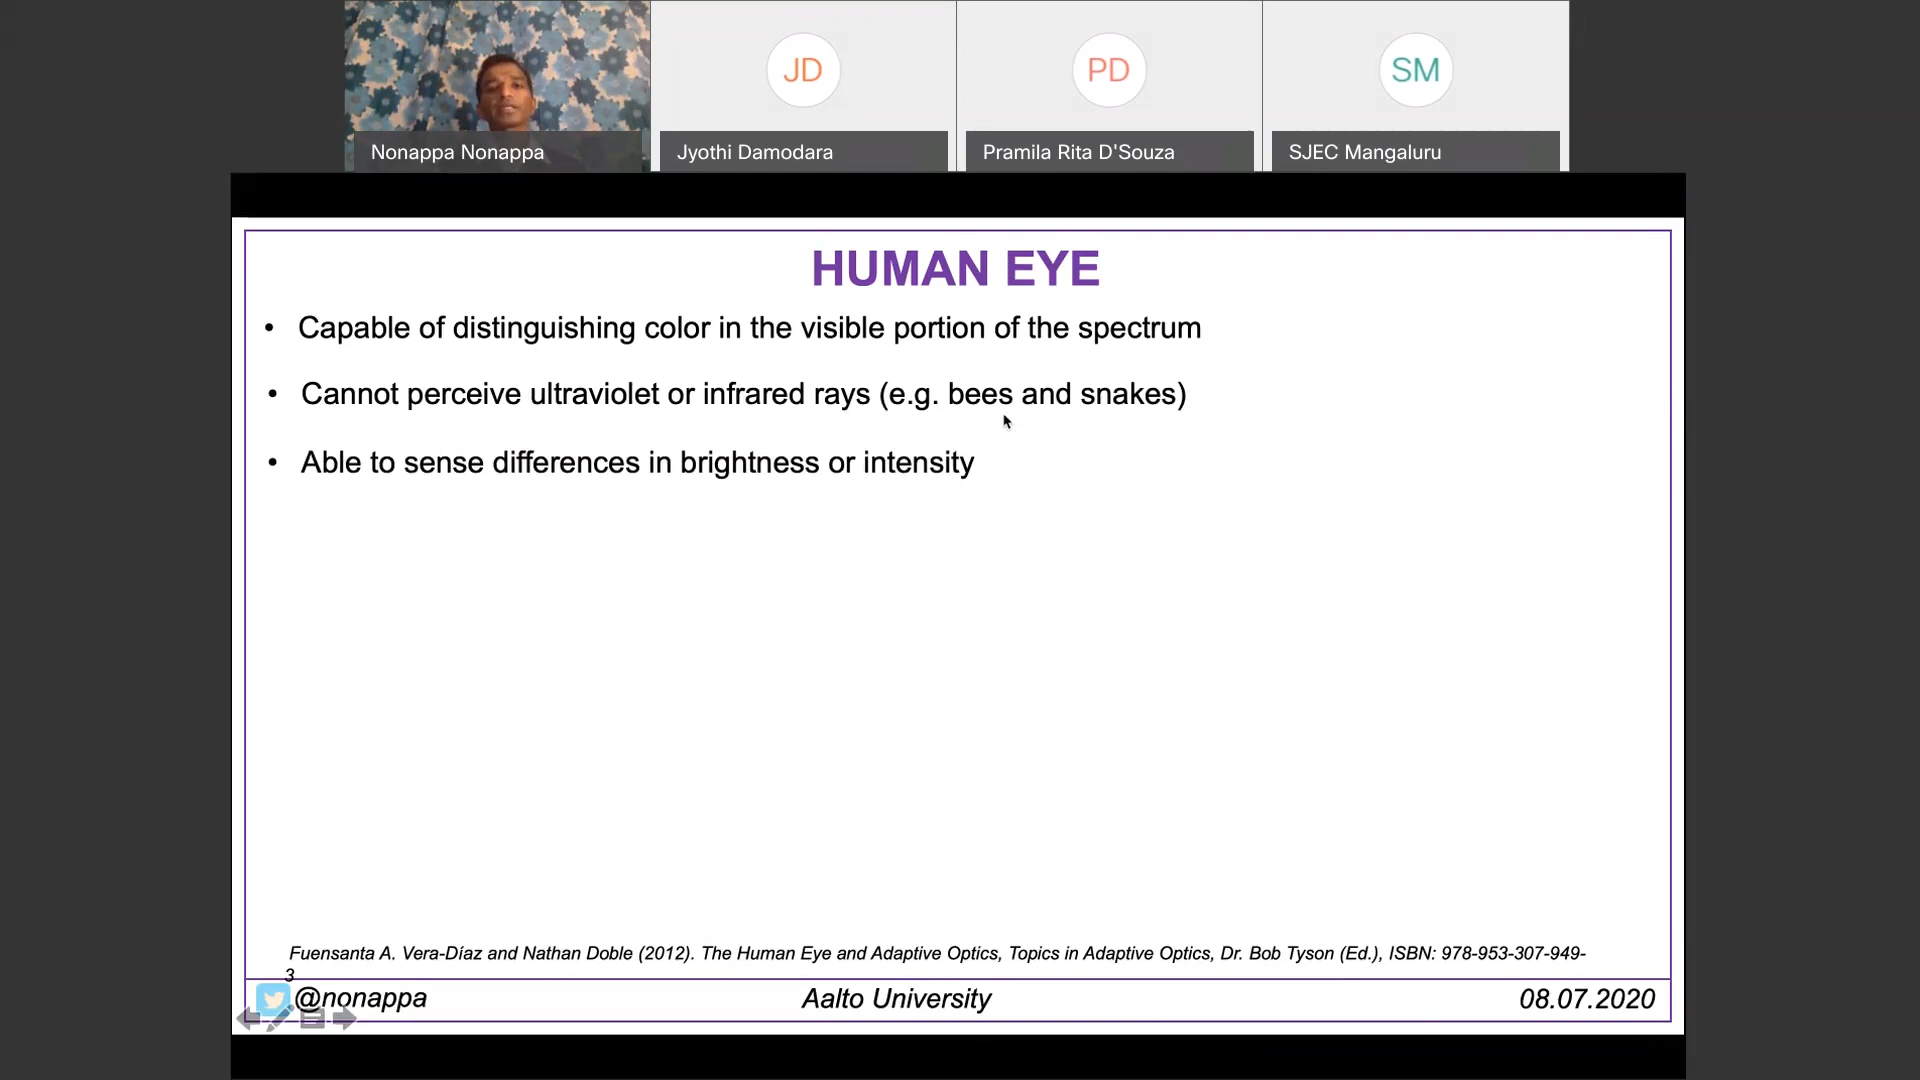 JD
PD
SM
Nonappa Nonappa
Jyothi Damodara
Pramila Rita D'Souza
SJEC Mangaluru
HUMAN EYE
• Capable of distinguishing color in the visible portion of the spectrum
• Cannot perceive ultraviolet or infrared rays (e.g. bees and snakes)
• Able to sense differences in brightness or intensity
Fuensanta A. Vera-Díaz and Nathan Doble (2012). The Human Eye and Adaptive Optics, Topics in Adaptive Optics, Dr. Bob Tyson (Ed.), ISBN: 978-953-307-949-
3
@nonappa
Aalto University
08.07.2020